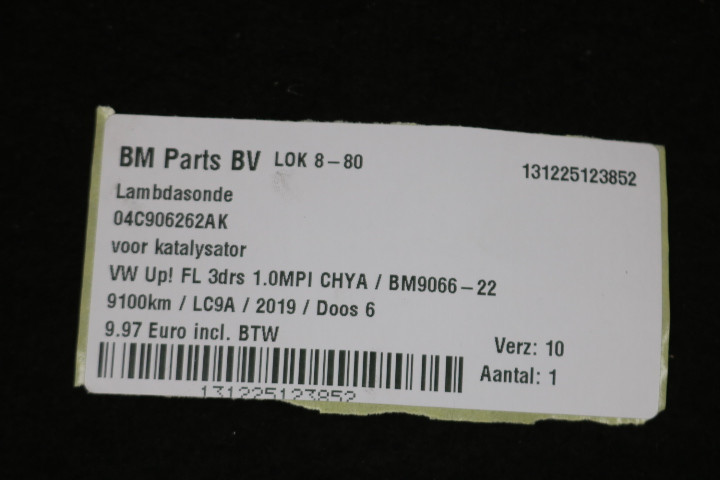 BM Parts BV LOK 8-80 131225123852
Lambdasonde
04C906262AK
voor katalysator
VW Up! FL 3drs 1.0MPI CHYA / BM9066-22
9100km / LC9A / 2019 / Doos 6
9.97 Euro incl. BTW
Verz: 10
Aantal: 1
131225123852